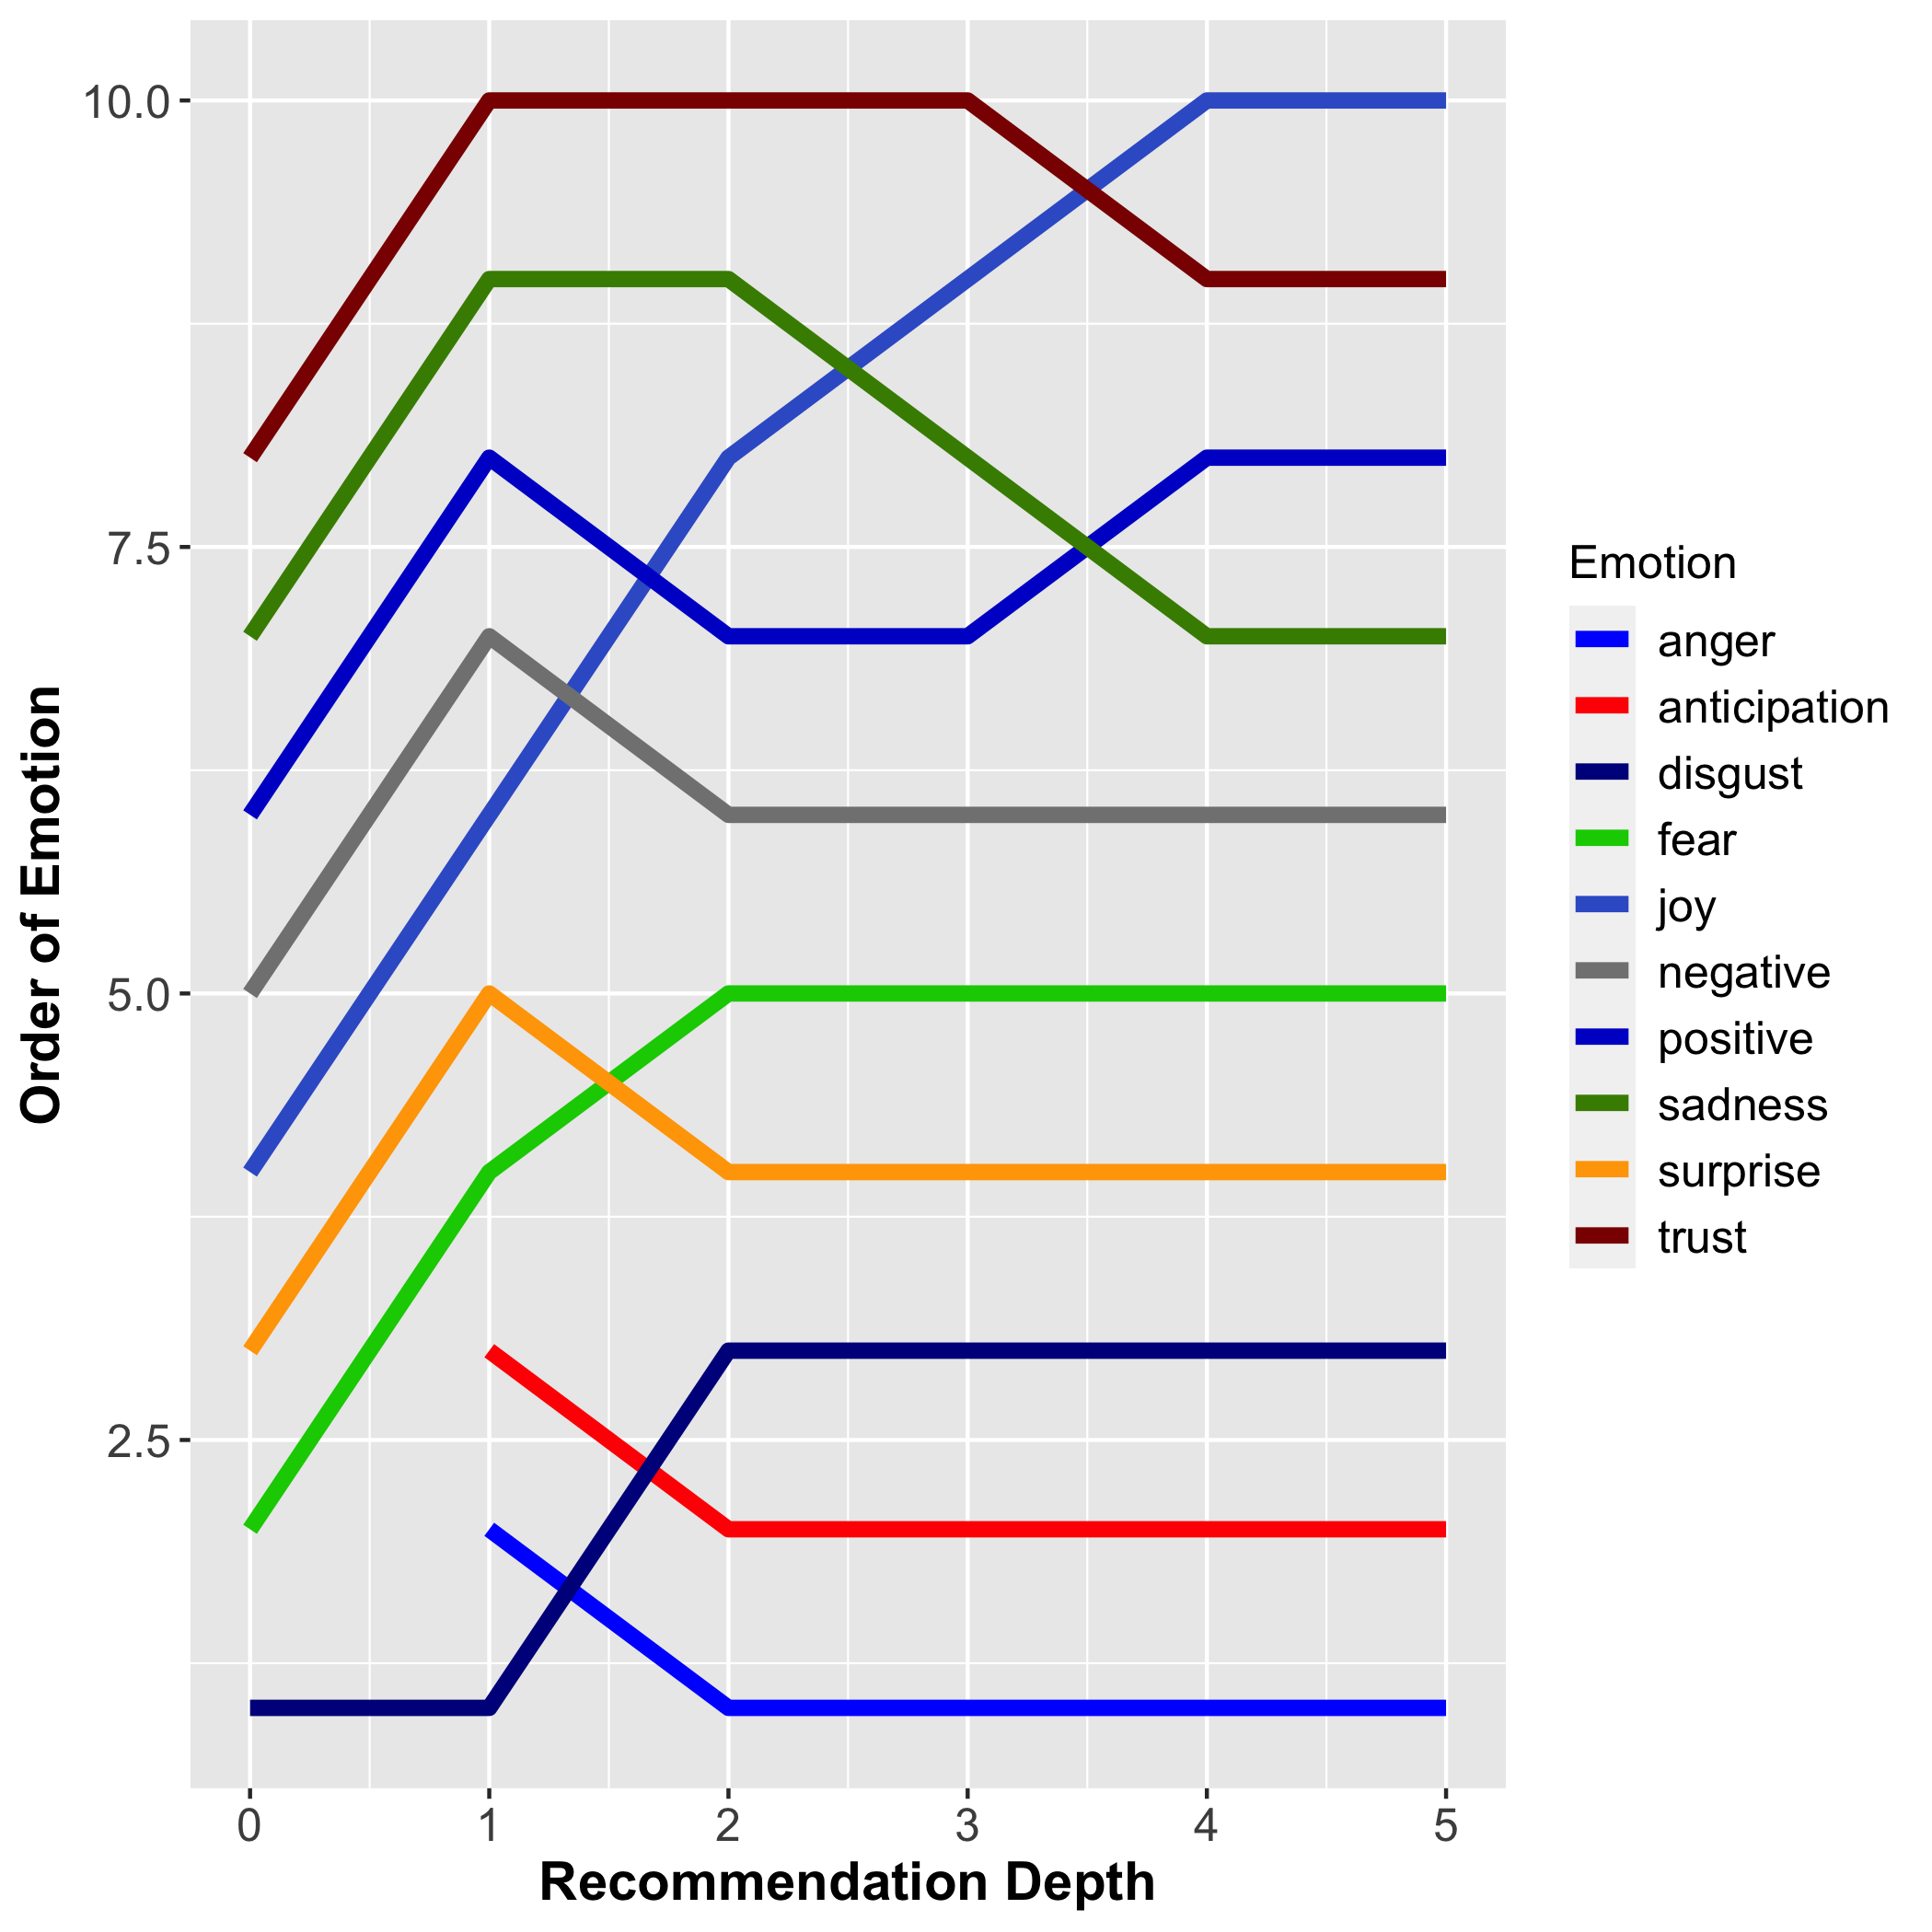 10.0
7.5
5.0
2.5
Order of Emotion
0 1 2 3 4 5
Recommendation Depth
Emotion
anger
anticipation
disgust
fear
joy
negative
positive
sadness
surprise
trust